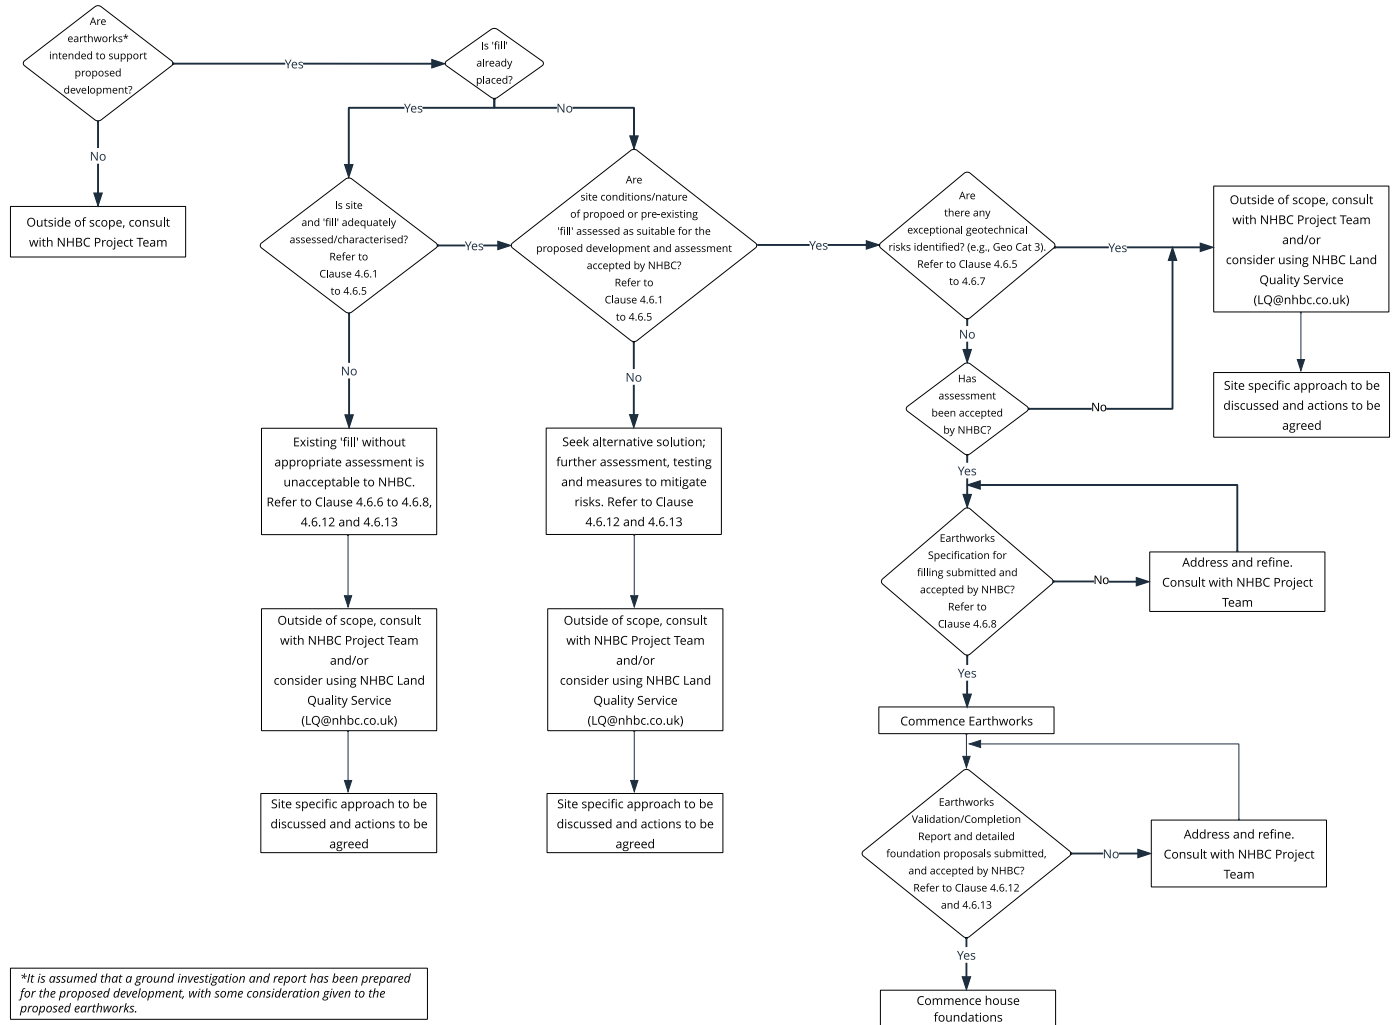 Are
earthworks*
intended to support
proposed
development?
Yes
Is 'fill'
already
placed?
No
Outside of scope, consult
with NHBC Project Team
Yes
No
Is site
and 'fill' adequately
assessed/characterised?
Refer to
Clause 4.6.1
to 4.6.5
Yes
Are
site conditions/nature
of propoed or pre-existing
'fill' assessed as suitable for the
proposed development and assessment
accepted by NHBC?
Refer to
Clause 4.6.1
to 4.6.5
Yes
Are
there any
exceptional geotechnical
risks identified? (e.g., Geo Cat 3).
Refer to Clause 4.6.5
to 4.6.7
Yes
Outside of scope, consult
with NHBC Project Team
and/or
consider using NHBC Land
Quality Service
(LQ@nhbc.co.uk)
Site specific approach to be
discussed and actions to be
agreed
No
Existing 'fill' without
appropriate assessment is
unacceptable to NHBC.
Refer to Clause 4.6.6 to 4.6.8,
4.6.12 and 4.6.13
Outside of scope, consult
with NHBC Project Team
and/or
consider using NHBC Land
Quality Service
(LQ@nhbc.co.uk)
Site specific approach to be
discussed and actions to be
agreed
No
Seek alternative solution;
further assessment, testing
and measures to mitigate
risks. Refer to Clause
4.6.12 and 4.6.13
Outside of scope, consult
with NHBC Project Team
and/or
consider using NHBC Land
Quality Service
(LQ@nhbc.co.uk)
Site specific approach to be
discussed and actions to be
agreed
No
Has
assessment
been accepted
by NHBC?
No
Yes
Earthworks
Specification for
filling submitted and
accepted by NHBC?
Refer to
Clause 4.6.8
No
Address and refine.
Consult with NHBC Project
Team
Yes
Commence Earthworks
Earthworks
Validation/Completion
Report and detailed
foundation proposals submitted,
and accepted by NHBC?
Refer to Clause 4.6.12
and 4.6.13
No
Address and refine.
Consult with NHBC Project
Team
Yes
Commence house
foundations
*It is assumed that a ground investigation and report has been prepared
for the proposed development, with some consideration given to the
proposed earthworks.